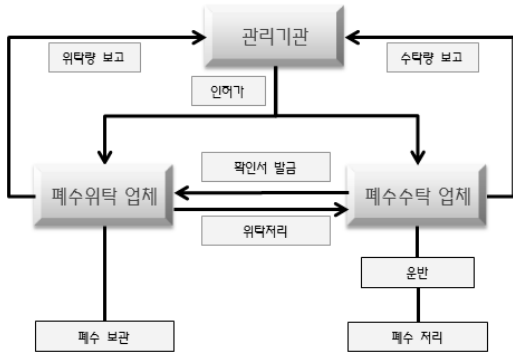 관리기관
위탁량 보고
수탁량 보고
인허가
확인서 발금
폐수위탁 업체
폐수수탁 업체
위탁처리
운반
폐수 보관
폐수 처리